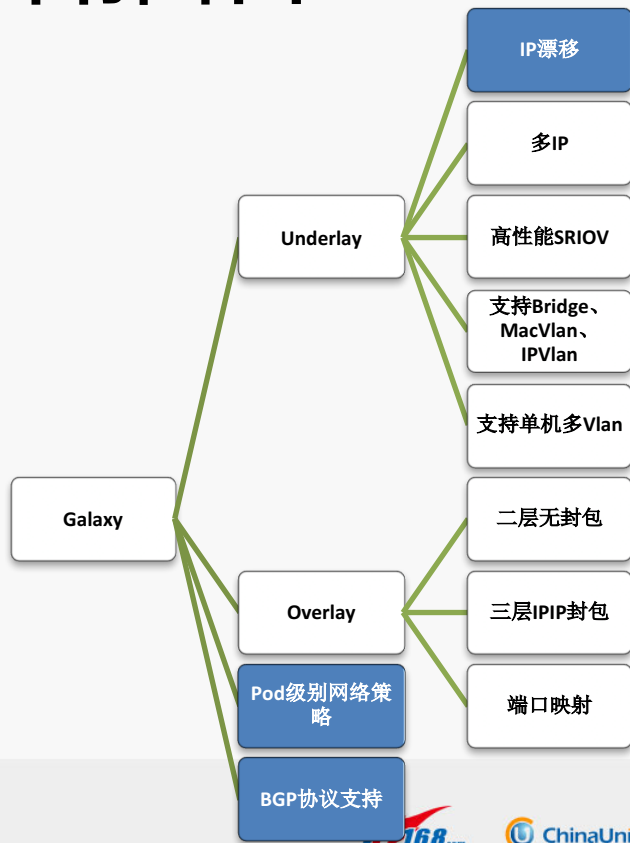 IP漂移
多IP
Underlay
高性能SRIOV
支持Bridge、
MacVlan、
IPVlan
支持单机多Vlan
Galaxy
二层无封包
Overlay
三层IPIP封包
Pod级别网络策
略
端口映射
BGP协议支持
168
ChinaUni